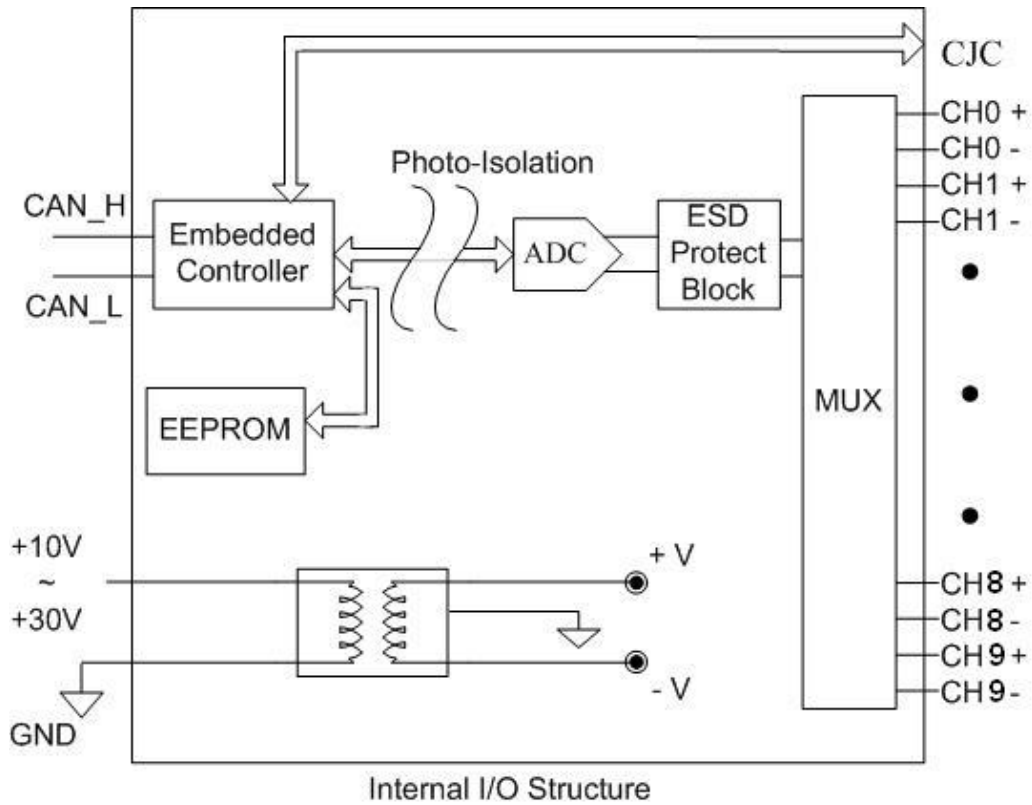 CJC
CH0 +
CH0 -
CH1 +
CH1 -
Photo-Isolation
CAN_H
CAN_L
Embedded
Controller
ADC
ESD
Protect
Block
MUX
EEPROM
+10V
~
+30V
GND
+ V
- V
CH8 +
CH8 -
CH9 +
CH9 -
Internal I/O Structure